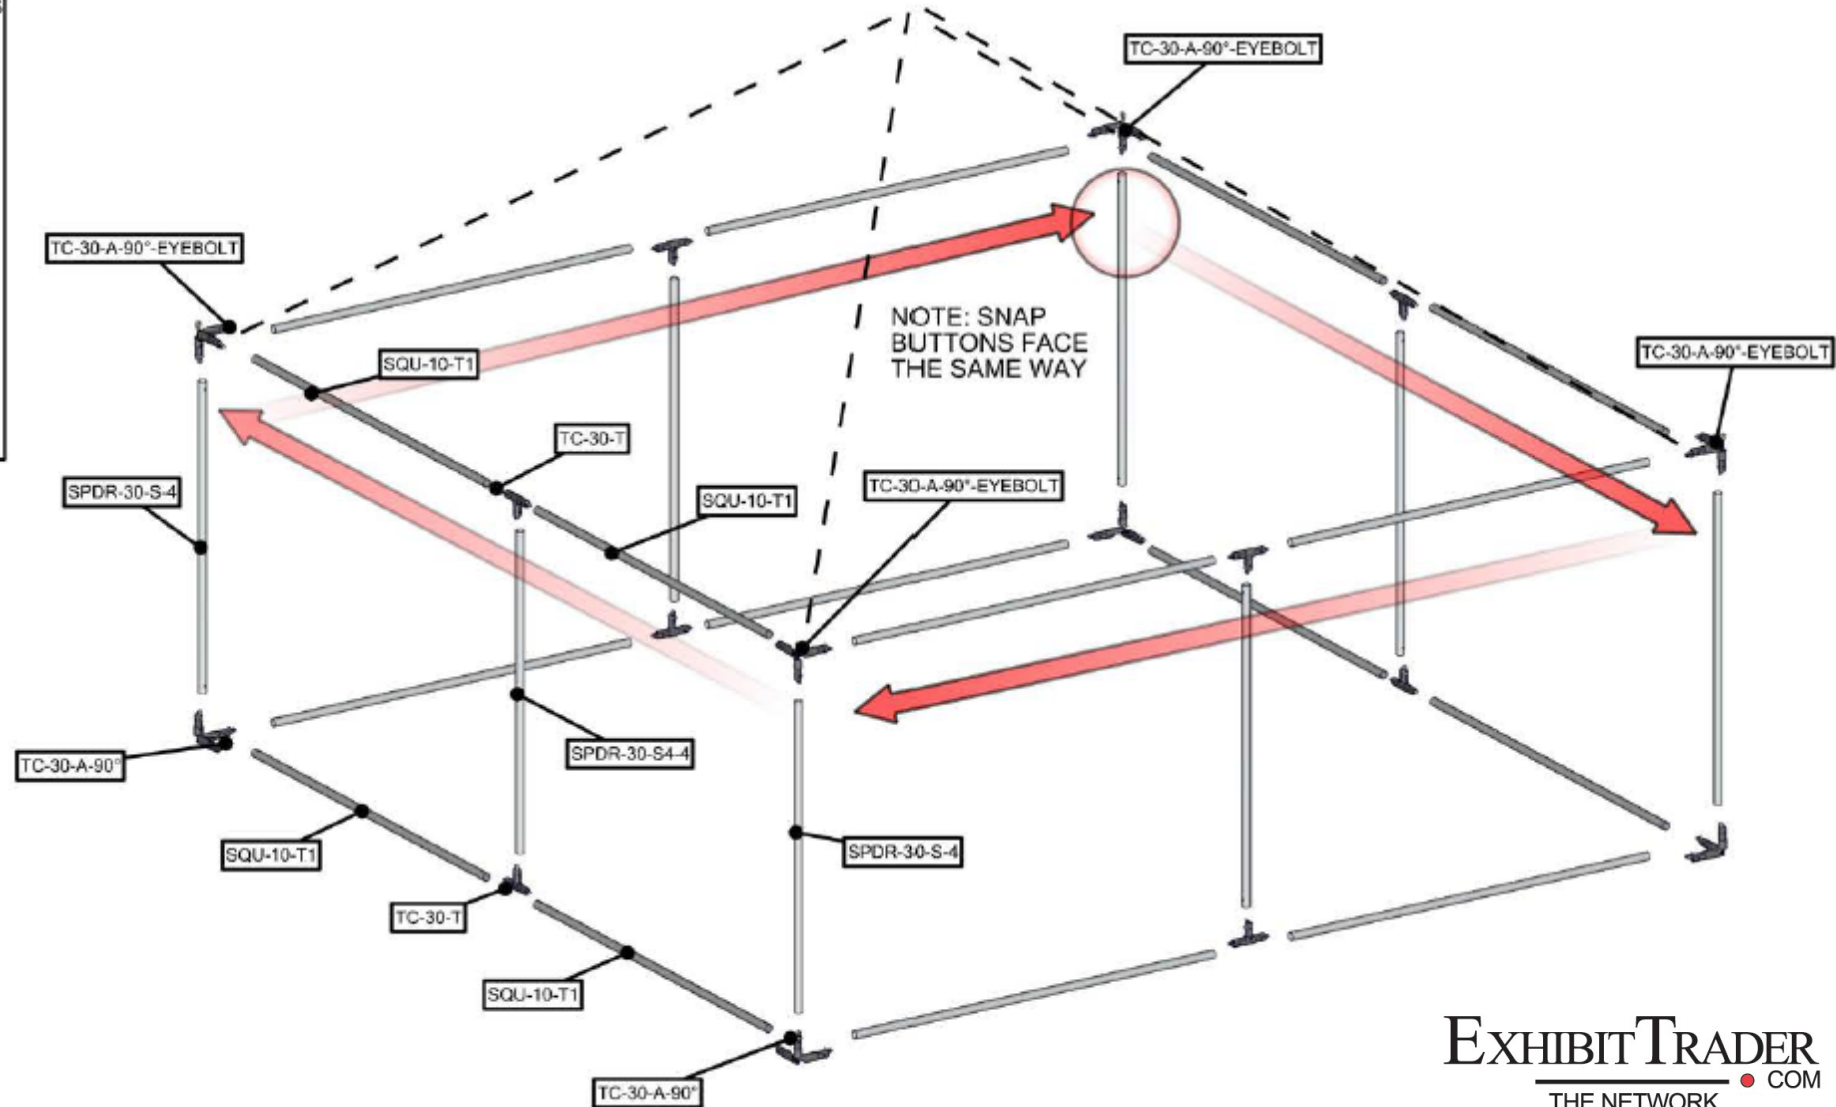 TC-30-A-90°-EYEBOLT
TC-30-A-90°-EYEBOLT
NOTE: SNAP
BUTTONS FACE
THE SAME WAY
TC-30-A-90°-EYEBOLT
SQU-10-T1
TC-30-T
SPDR-30-S-4
SQU-10-T1
TC-30-A-90°-EYEBOLT
SPDR-30-S4-4
TC-30-A-90°
SQU-10-T1
SPDR-30-S-4
TC-30-T
SQU-10-T1
TC-30-A-90°
EXHIBITTRADER
COM
THE NETWORK